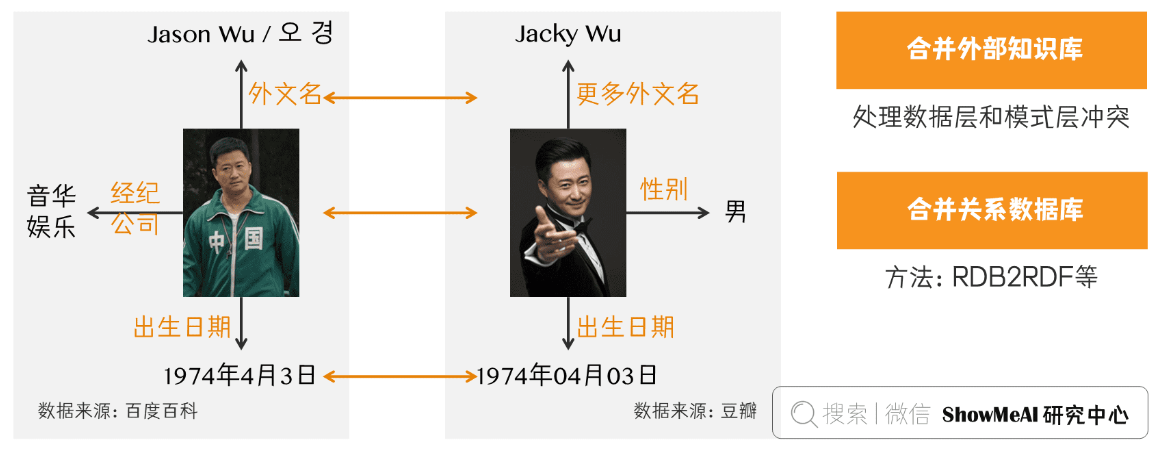 Jason Wu / 오 경
外文名
经纪
公司
音华
娱乐
中国
出生日期
1974年4月3日
数据来源：百度百科
Jacky Wu
更多外文名
性别
男
出生日期
1974年04月03日
数据来源：豆瓣
合并外部知识库
处理数据层和模式层冲突
合并关系数据库
方法：RDB2RDF等
搜索｜微信 ShowMeAI 研究中心